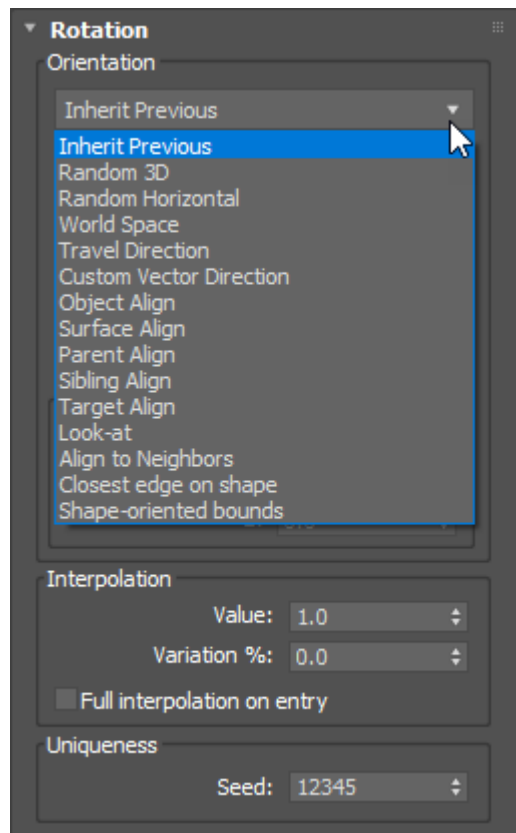 Rotation
Orientation
Inherit Previous
Inherit Previous
Random 3D
Random Horizontal
World Space
Travel Direction
Custom Vector Direction
Object Align
Surface Align
Parent Align
Sibling Align
Target Align
Look-at
Align to Neighbors
Closest edge on shape
Shape-oriented bounds
Interpolation
Value: 1.0
Variation %: 0.0
Full interpolation on entry
Uniqueness
Seed: 12345